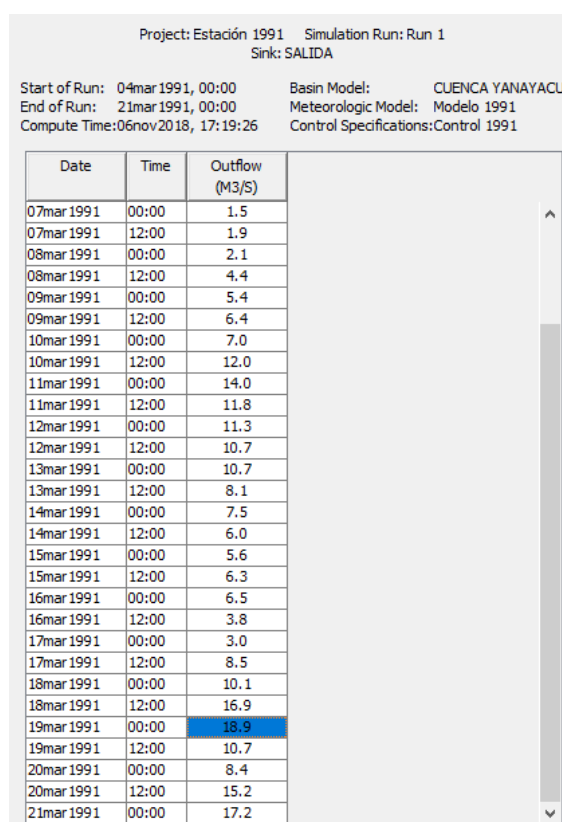 Project: Estación 1991 Simulation Run: Run 1
Sink: SALIDA
Start of Run: 04mar1991, 00:00 Basin Model: CUENCA YANAYACU
End of Run: 21mar1991, 00:00 Meteorologic Model: Modelo 1991
Compute Time:06nov2018, 17:19:26 Control Specifications:Control 1991
Date Time Outflow
(M3/S)
07mar1991 00:00 1.5
07mar1991 12:00 1.9
08mar1991 00:00 2.1
08mar1991 12:00 4.4
09mar1991 00:00 5.4
09mar1991 12:00 6.4
10mar1991 00:00 7.0
10mar1991 12:00 12.0
11mar1991 00:00 14.0
11mar1991 12:00 11.8
12mar1991 00:00 11.3
12mar1991 12:00 10.7
13mar1991 00:00 10.7
13mar1991 12:00 8.1
14mar1991 00:00 7.5
14mar1991 12:00 6.0
15mar1991 00:00 5.6
15mar1991 12:00 6.3
16mar1991 00:00 6.5
16mar1991 12:00 3.8
17mar1991 00:00 3.0
17mar1991 12:00 8.5
18mar1991 00:00 10.1
18mar1991 12:00 16.9
19mar1991 00:00 18.9
19mar1991 12:00 10.7
20mar1991 00:00 8.4
20mar1991 12:00 15.2
21mar1991 00:00 17.2